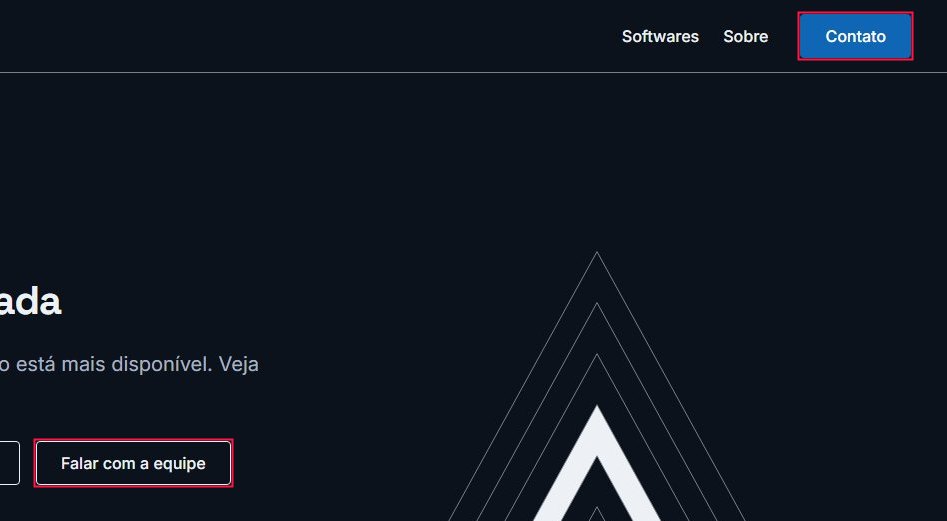 Softwares Sobre Contato
ada
o está mais disponível. Veja
Falar com a equipe